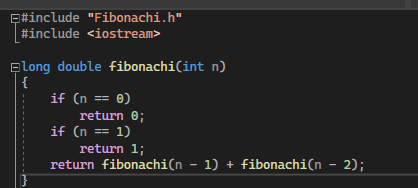 #include "Fibonachi.h"
#include <iostream>
long double fibonachi(int n)
{
if (n == 0)
return 0;
if (n == 1)
return 1;
return fibonachi(n - 1) + fibonachi(n - 2);
}